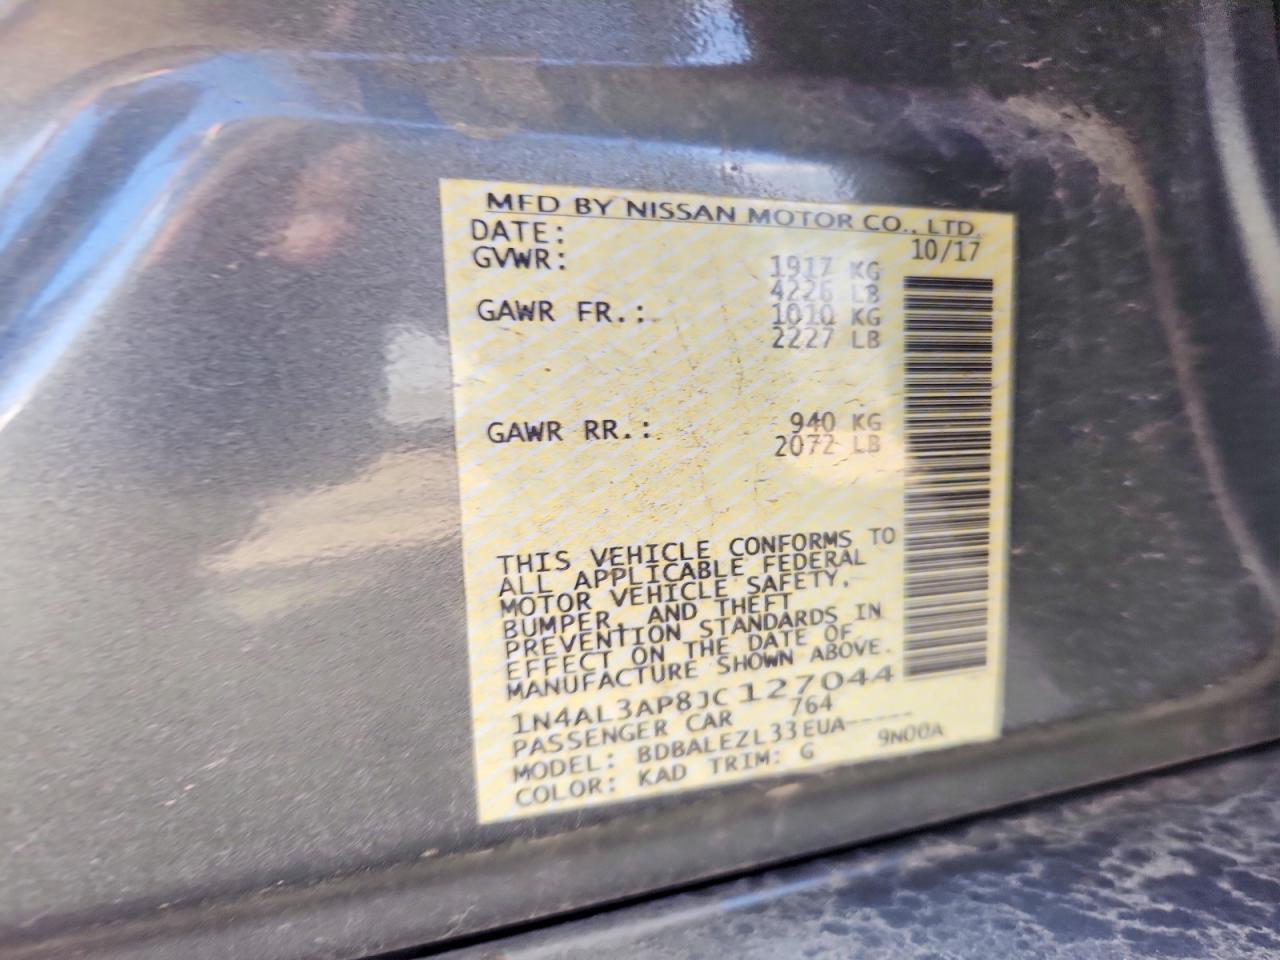 MFD BY NISSAN MOTOR CO., LTD.
DATE: 10/17
GVWR: 1917 KG
4226 LB
GAWR FR.: 1010 KG
2227 LB
GAWR RR.: 940 KG
2072 LB
THIS VEHICLE CONFORMS TO
ALL APPLICABLE FEDERAL
MOTOR VEHICLE SAFETY,
BUMPER, AND THEFT
PREVENTION STANDARDS IN
EFFECT ON THE DATE OF
MANUFACTURE SHOWN ABOVE.
1N4AL3AP8JC127044
PASSENGER CAR 764
MODEL: BDBALEZL33EUA-----
COLOR: KAD TRIM: G 9N00A